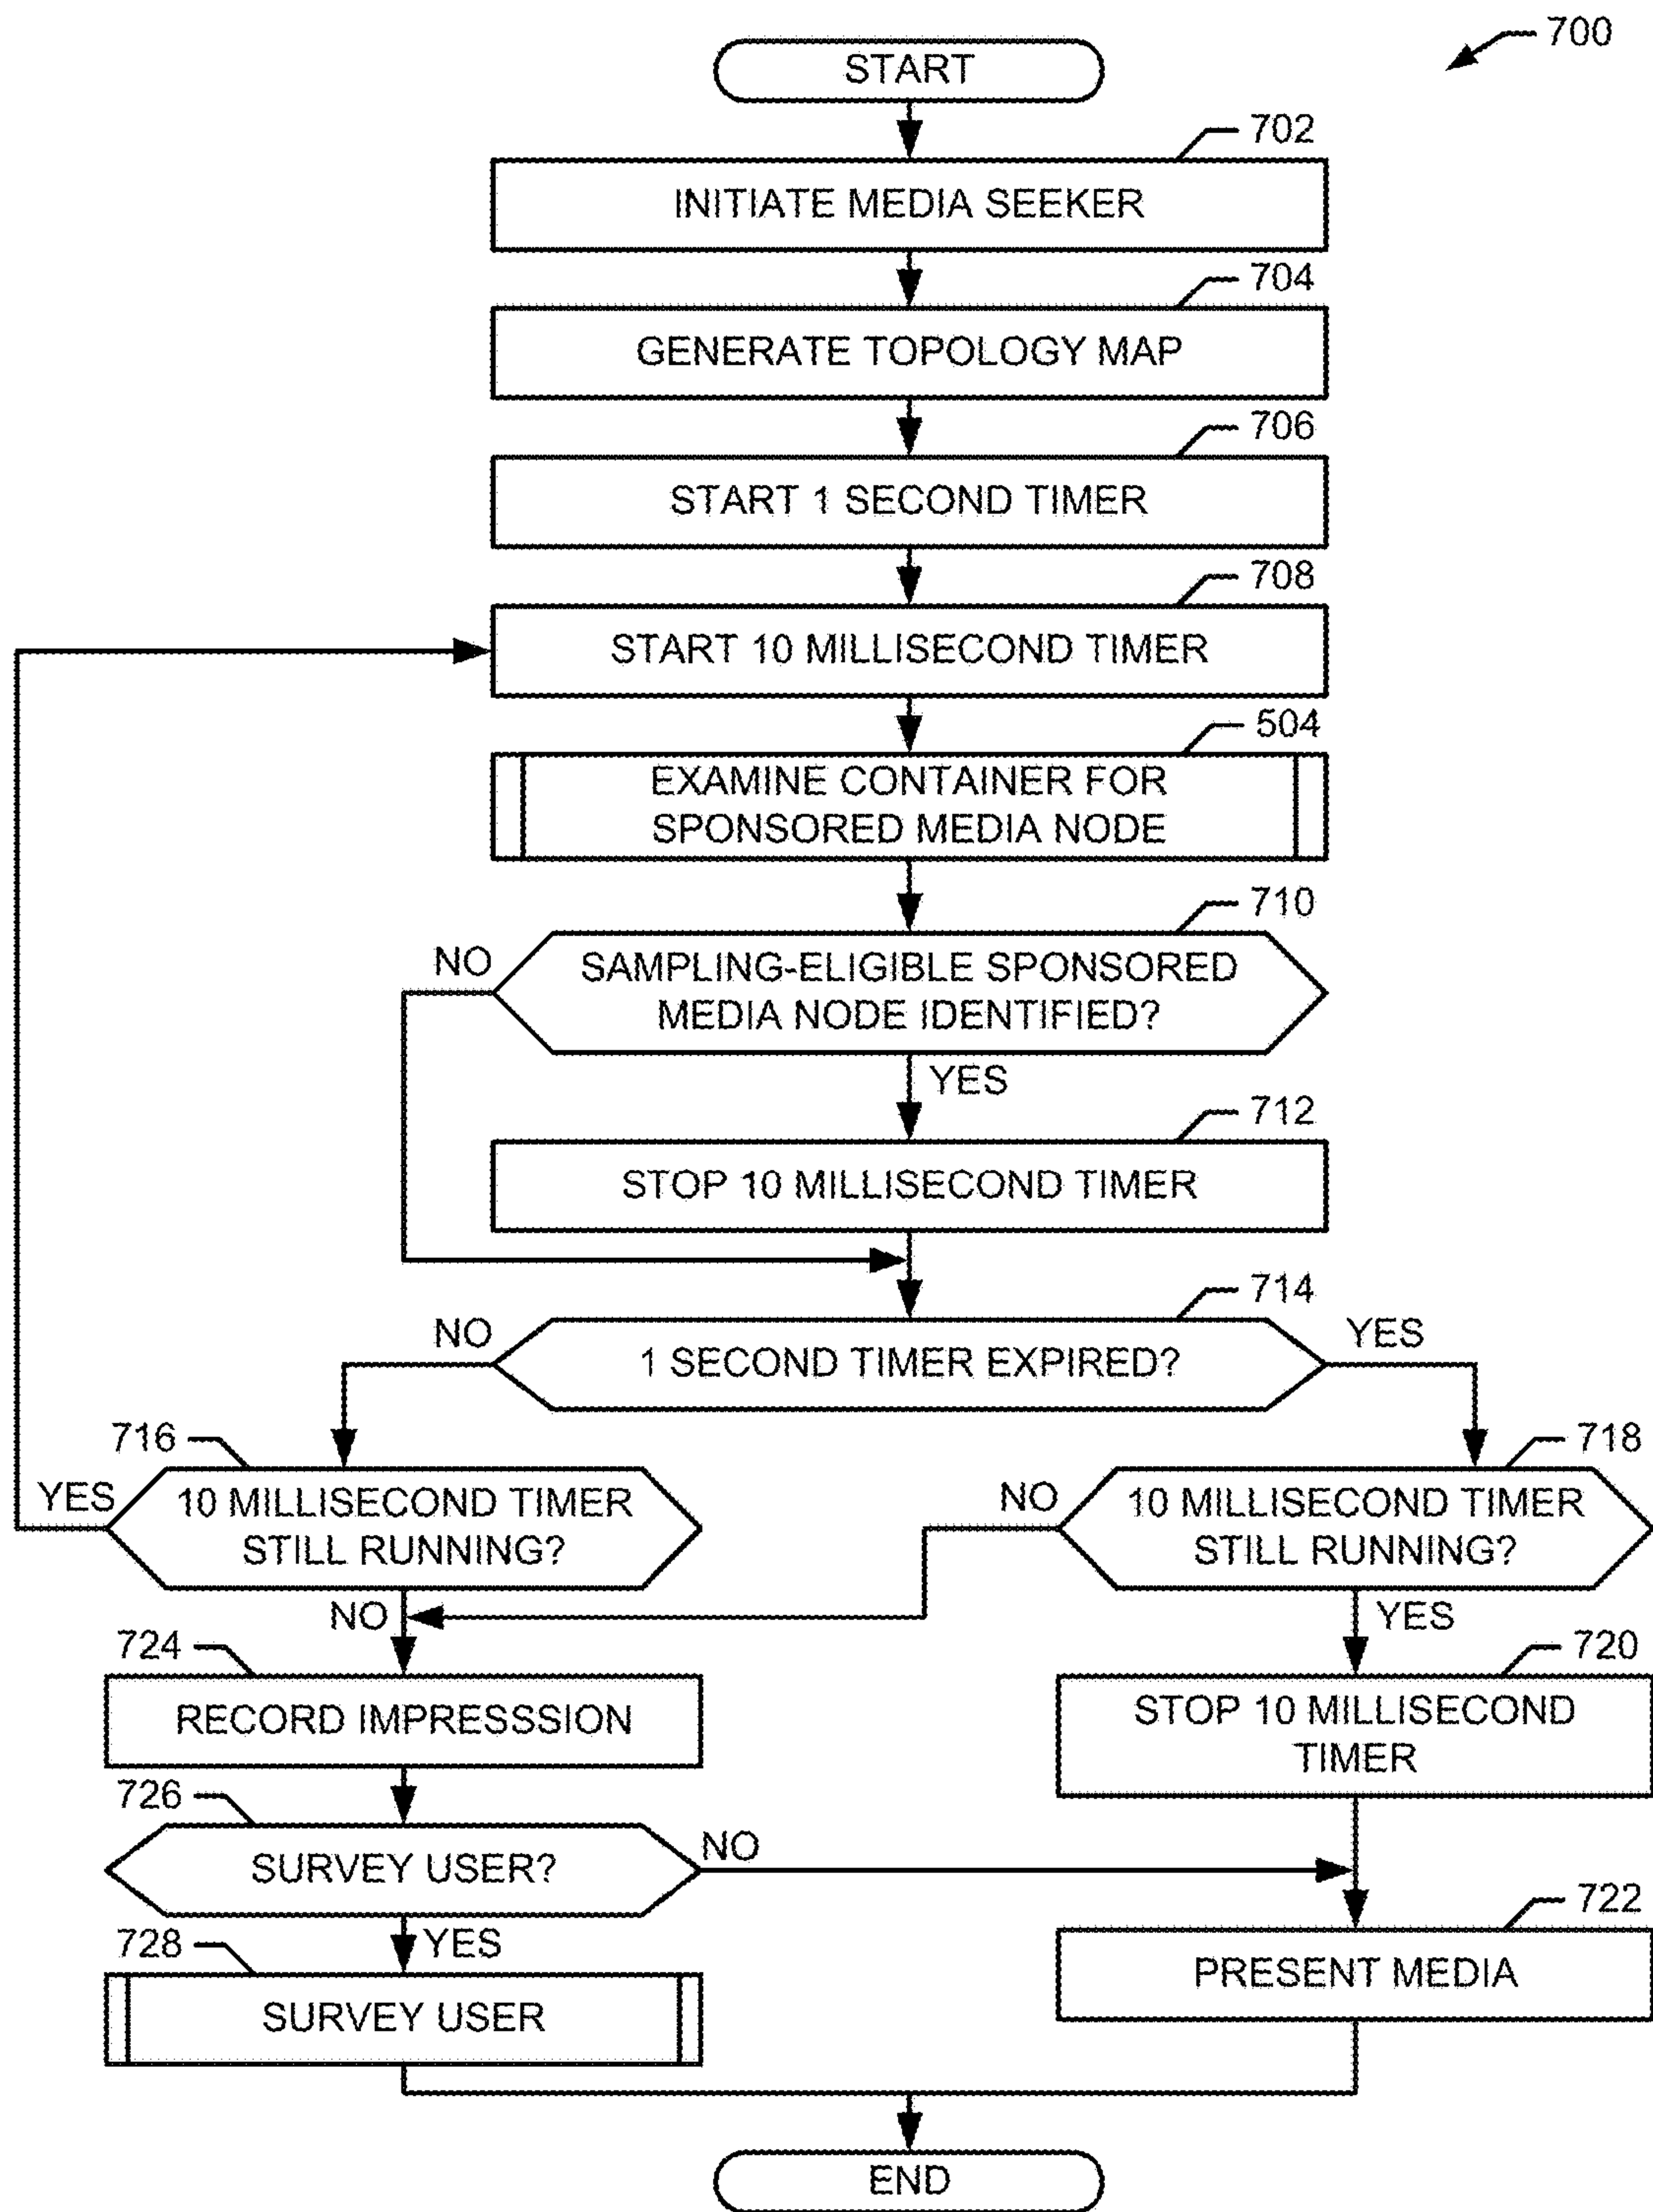 700
START
702
INITIATE MEDIA SEEKER
704
GENERATE TOPOLOGY MAP
706
START 1 SECOND TIMER
708
START 10 MILLISECOND TIMER
504
EXAMINE CONTAINER FOR
SPONSORED MEDIA NODE
710
NO
SAMPLING-ELIGIBLE SPONSORED
MEDIA NODE IDENTIFIED?
YES
712
STOP 10 MILLISECOND TIMER
714
NO
1 SECOND TIMER EXPIRED?
YES
716
YES
10 MILLISECOND TIMER
STILL RUNNING?
NO
718
NO
10 MILLISECOND TIMER
STILL RUNNING?
YES
724
RECORD IMPRESSSION
720
STOP 10 MILLISECOND
TIMER
726
SURVEY USER?
NO
YES
722
PRESENT MEDIA
728
SURVEY USER
END